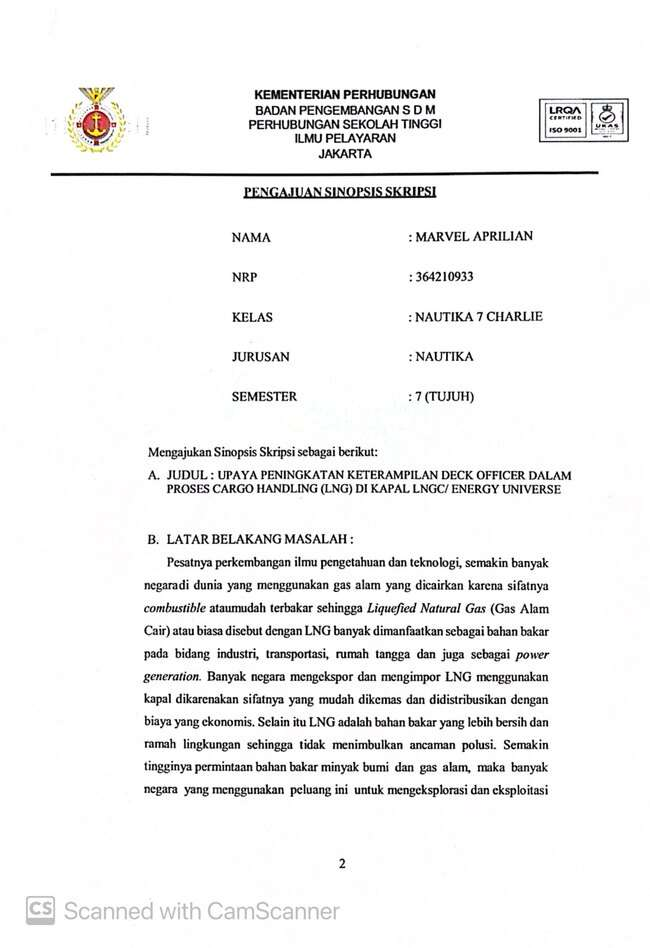 KEMENTERIAN PERHUBUNGAN
BADAN PENGEMBANGAN S D M
PERHUBUNGAN SEKOLAH TINGGI
ILMU PELAYARAN
JAKARTA
LRQA
CERTIFIED
ISO 9001
UKAS
PENGAJUAN SINOPSIS SKRIPSI
NAMA : MARVEL APRILIAN
NRP : 364210933
KELAS : NAUTIKA 7 CHARLIE
JURUSAN : NAUTIKA
SEMESTER : 7 (TUJUH)
Mengajukan Sinopsis Skripsi sebagai berikut:
A. JUDUL : UPAYA PENINGKATAN KETERAMPILAN DECK OFFICER DALAM
PROSES CARGO HANDLING (LNG) DI KAPAL LNGC/ ENERGY UNIVERSE
B. LATAR BELAKANG MASALAH :
Pesatnya perkembangan ilmu pengetahuan dan teknologi, semakin banyak
negaradi dunia yang menggunakan gas alam yang dicairkan karena sifatnya
combustible ataumudah terbakar sehingga Liquefied Natural Gas (Gas Alam
Cair) atau biasa disebut dengan LNG banyak dimanfaatkan sebagai bahan bakar
pada bidang industri, transportasi, rumah tangga dan juga sebagai power
generation. Banyak negara mengekspor dan mengimpor LNG menggunakan
kapal dikarenakan sifatnya yang mudah dikemas dan didistribusikan dengan
biaya yang ekonomis. Selain itu LNG adalah bahan bakar yang lebih bersih dan
ramah lingkungan sehingga tidak menimbulkan ancaman polusi. Semakin
tingginya permintaan bahan bakar minyak bumi dan gas alam, maka banyak
negara yang menggunakan peluang ini untuk mengeksplorasi dan eksploitasi
2
CS Scanned with CamScanner